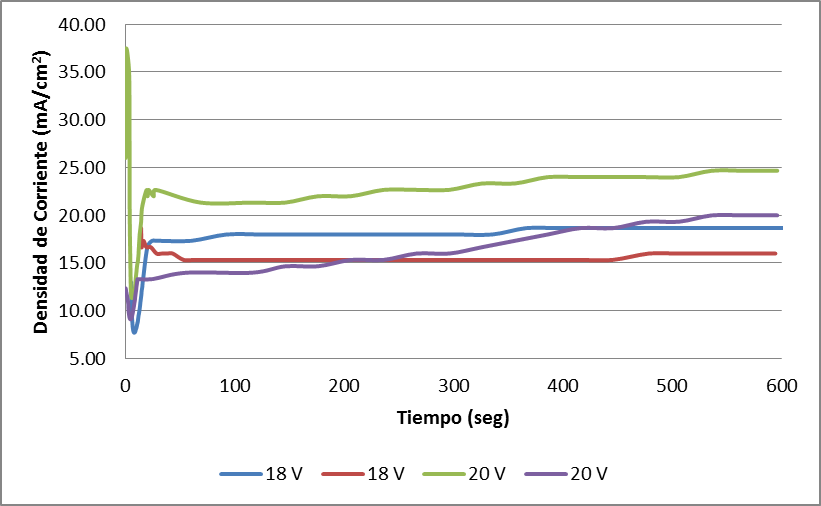 40.00
35.00
30.00
25.00
20.00
15.00
10.00
5.00
Densidad de Corriente (mA/cm²)
0 100 200 300 400 500 600
Tiempo (seg)
18 V 18 V 20 V 20 V